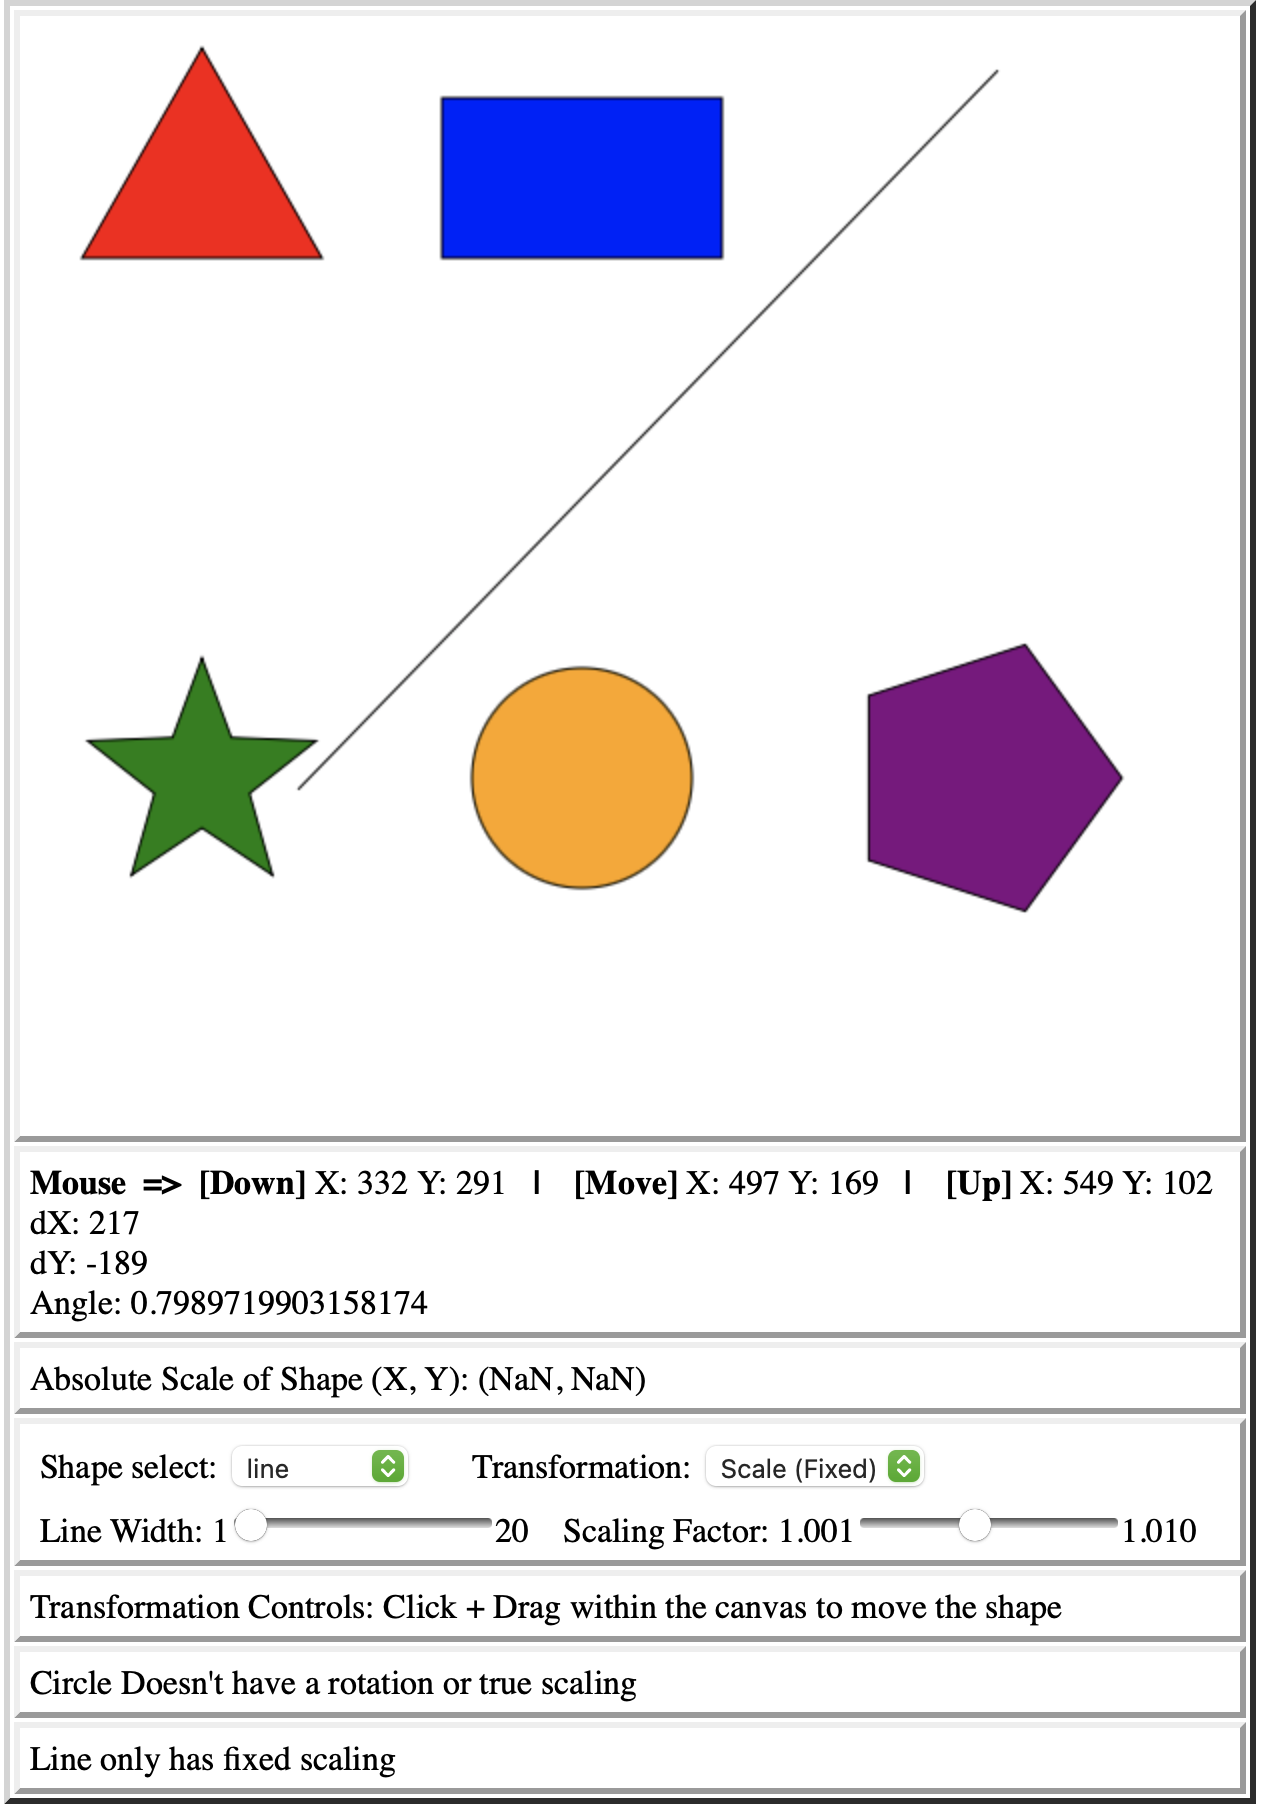 Mouse => [Down] X: 332 Y: 291 | [Move] X: 497 Y: 169 | [Up] X: 549 Y: 102
dX: 217
dY: -189
Angle: 0.7989719903158174
Absolute Scale of Shape (X, Y): (NaN, NaN)
Shape select: line Transformation: Scale (Fixed)
Line Width: 1 20 Scaling Factor: 1.001 1.010
Transformation Controls: Click + Drag within the canvas to move the shape
Circle Doesn't have a rotation or true scaling
Line only has fixed scaling